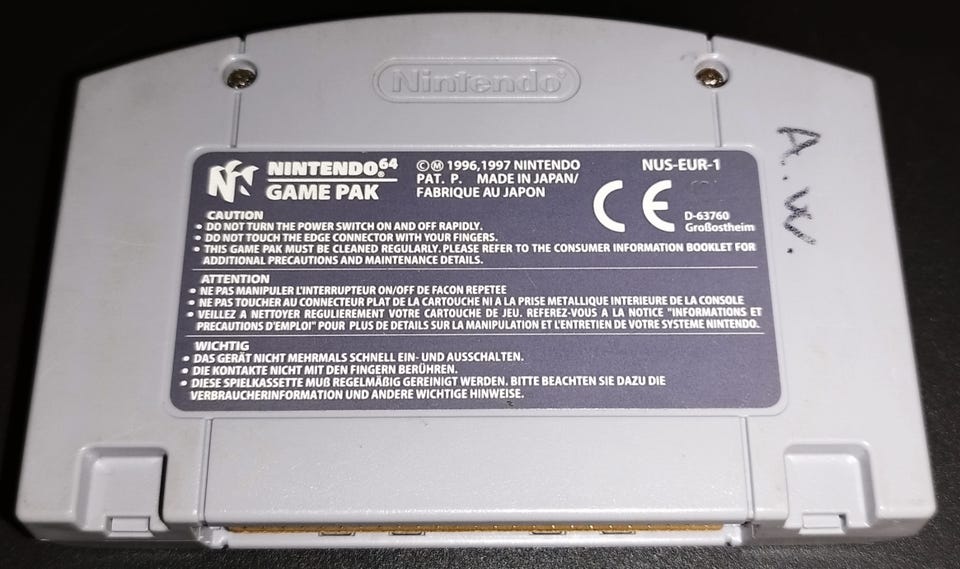 Nintendo®
NINTENDO 64
GAME PAK
©Ⓜ 1996,1997 NINTENDO
PAT. P. MADE IN JAPAN/
FABRIQUE AU JAPON
NUS-EUR-1
CE
D-63760
Großostheim
CAUTION
• DO NOT TURN THE POWER SWITCH ON AND OFF RAPIDLY.
• DO NOT TOUCH THE EDGE CONNECTOR WITH YOUR FINGERS.
• THIS GAME PAK MUST BE CLEANED REGULARLY. PLEASE REFER TO THE CONSUMER INFORMATION BOOKLET FOR
ADDITIONAL PRECAUTIONS AND MAINTENANCE DETAILS.
ATTENTION
• NE PAS MANIPULER L'INTERRUPTEUR ON/OFF DE FACON REPETEE
• NE PAS TOUCHER AU CONNECTEUR PLAT DE LA CARTOUCHE NI A LA PRISE METALLIQUE INTERIEURE DE LA CONSOLE
• VEILLEZ A NETTOYER REGULIEREMENT VOTRE CARTOUCHE DE JEU. REFEREZ-VOUS A LA NOTICE "INFORMATIONS ET
PRECAUTIONS D'EMPLOI" POUR PLUS DE DETAILS SUR LA MANIPULATION ET L'ENTRETIEN DE VOTRE SYSTEME NINTENDO.
WICHTIG
• DAS GERÄT NICHT MEHRMALS SCHNELL EIN- UND AUSSCHALTEN.
• DIE KONTAKTE NICHT MIT DEN FINGERN BERÜHREN.
• DIESE SPIELKASSETTE MUß REGELMÄßIG GEREINIGT WERDEN. BITTE BEACHTEN SIE DAZU DIE
VERBRAUCHERINFORMATION UND ANDERE WICHTIGE HINWEISE.
A.W.